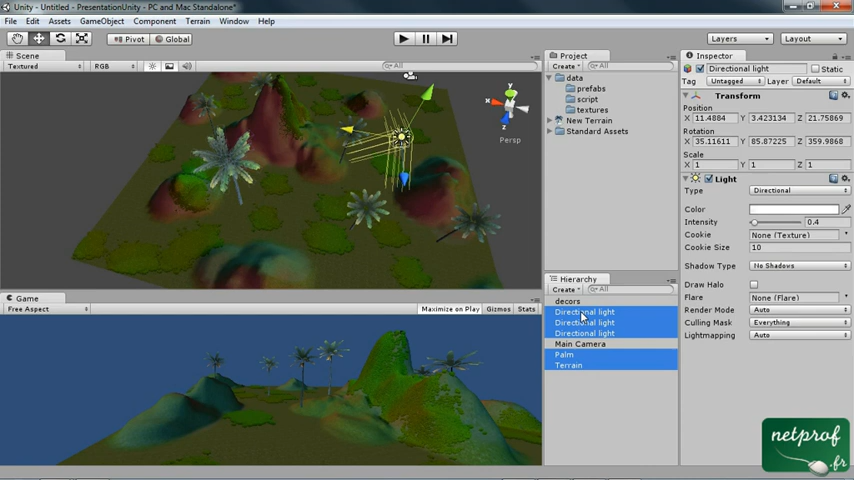 Unity - Untitled - PresentationUnity - PC and Mac Standalone*
File Edit Assets GameObject Component Terrain Window Help
Pivot Global Layers Layout
Scene
Textured RGB All
y
x
z
Persp
Game
Free Aspect Maximize on Play Gizmos Stats
Project
Create All
data
prefabs
script
textures
New Terrain
Standard Assets
Hierarchy
Create All
decors
Directional light
Directional light
Directional light
Main Camera
Palm
Terrain
Inspector
Directional light Static
Tag Untagged Layer Default
Transform
Position
X 11.4884 Y 3.423134 Z 21.75869
Rotation
X 35.11611 Y 85.87225 Z 359.9868
Scale
X 1 Y 1 Z 1
Light
Type Directional
Color
Intensity 0.4
Cookie None (Texture)
Cookie Size 10
Shadow Type No Shadows
Draw Halo
Flare None (Flare)
Render Mode Auto
Culling Mask Everything
Lightmapping Auto
netprof
.fr